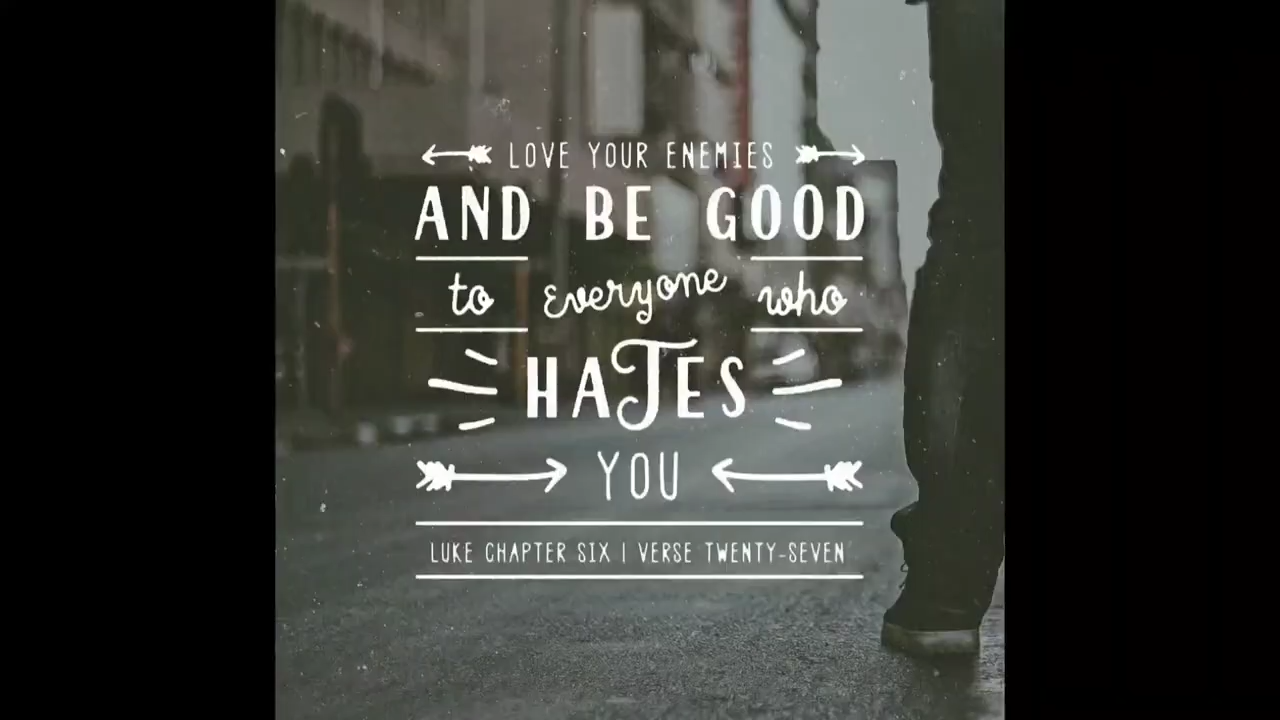 LOVE YOUR ENEMIES
AND BE GOOD
to everyone who
HATES
YOU
LUKE CHAPTER SIX | VERSE TWENTY-SEVEN